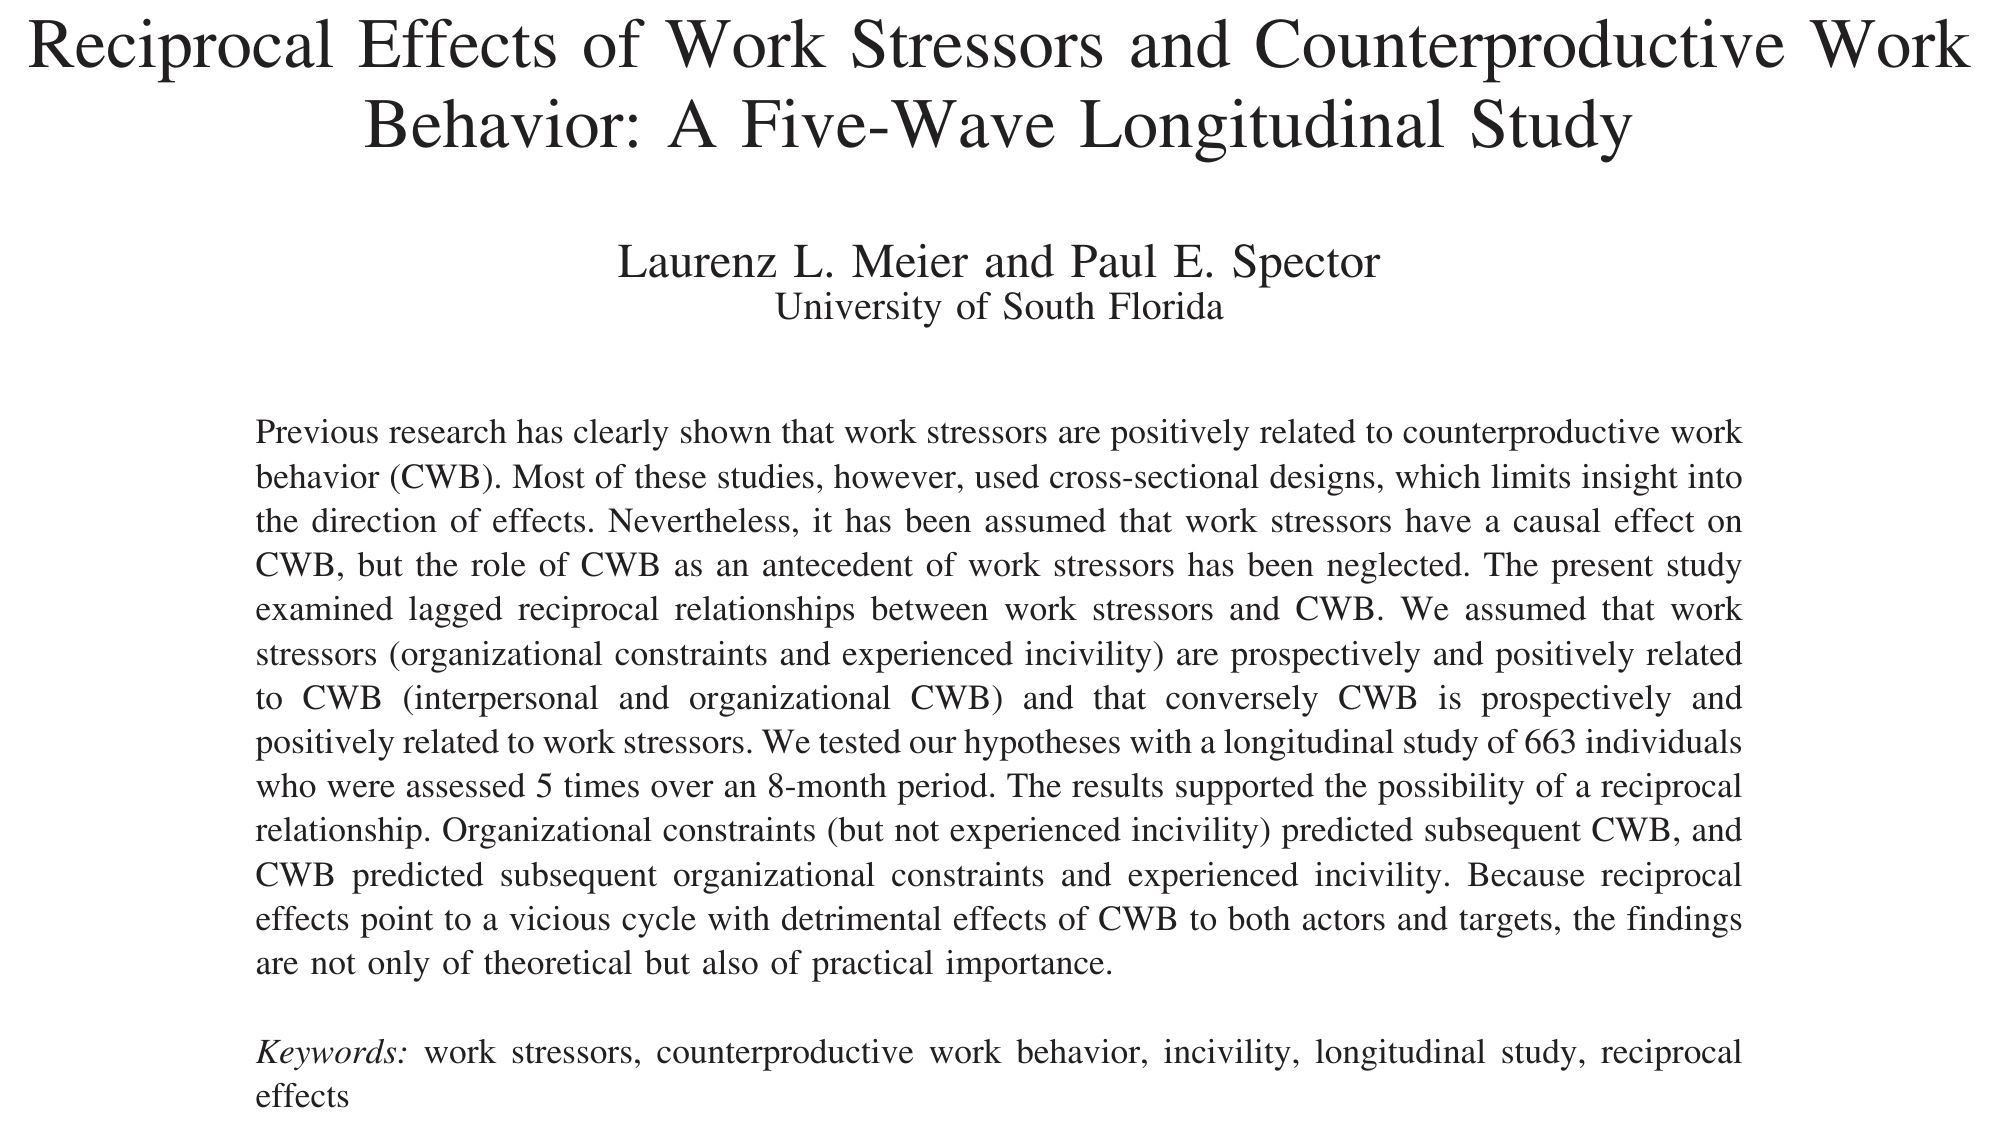 Reciprocal Effects of Work Stressors and Counterproductive Work
Behavior: A Five-Wave Longitudinal Study
Laurenz L. Meier and Paul E. Spector
University of South Florida
Previous research has clearly shown that work stressors are positively related to counterproductive work
behavior (CWB). Most of these studies, however, used cross-sectional designs, which limits insight into
the direction of effects. Nevertheless, it has been assumed that work stressors have a causal effect on
CWB, but the role of CWB as an antecedent of work stressors has been neglected. The present study
examined lagged reciprocal relationships between work stressors and CWB. We assumed that work
stressors (organizational constraints and experienced incivility) are prospectively and positively related
to CWB (interpersonal and organizational CWB) and that conversely CWB is prospectively and
positively related to work stressors. We tested our hypotheses with a longitudinal study of 663 individuals
who were assessed 5 times over an 8-month period. The results supported the possibility of a reciprocal
relationship. Organizational constraints (but not experienced incivility) predicted subsequent CWB, and
CWB predicted subsequent organizational constraints and experienced incivility. Because reciprocal
effects point to a vicious cycle with detrimental effects of CWB to both actors and targets, the findings
are not only of theoretical but also of practical importance.
Keywords: work stressors, counterproductive work behavior, incivility, longitudinal study, reciprocal
effects